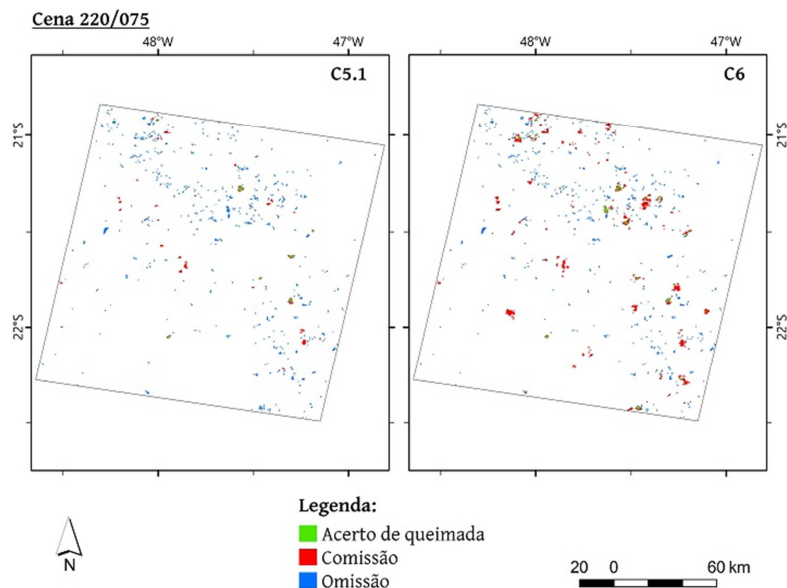 Cena 220/075
48°W 47°W 48°W 47°W
C5.1 C6
21°S 21°S
22°S 22°S
Legenda:
Acerto de queimada
Comissão
Omissão
N
20 0 60 km